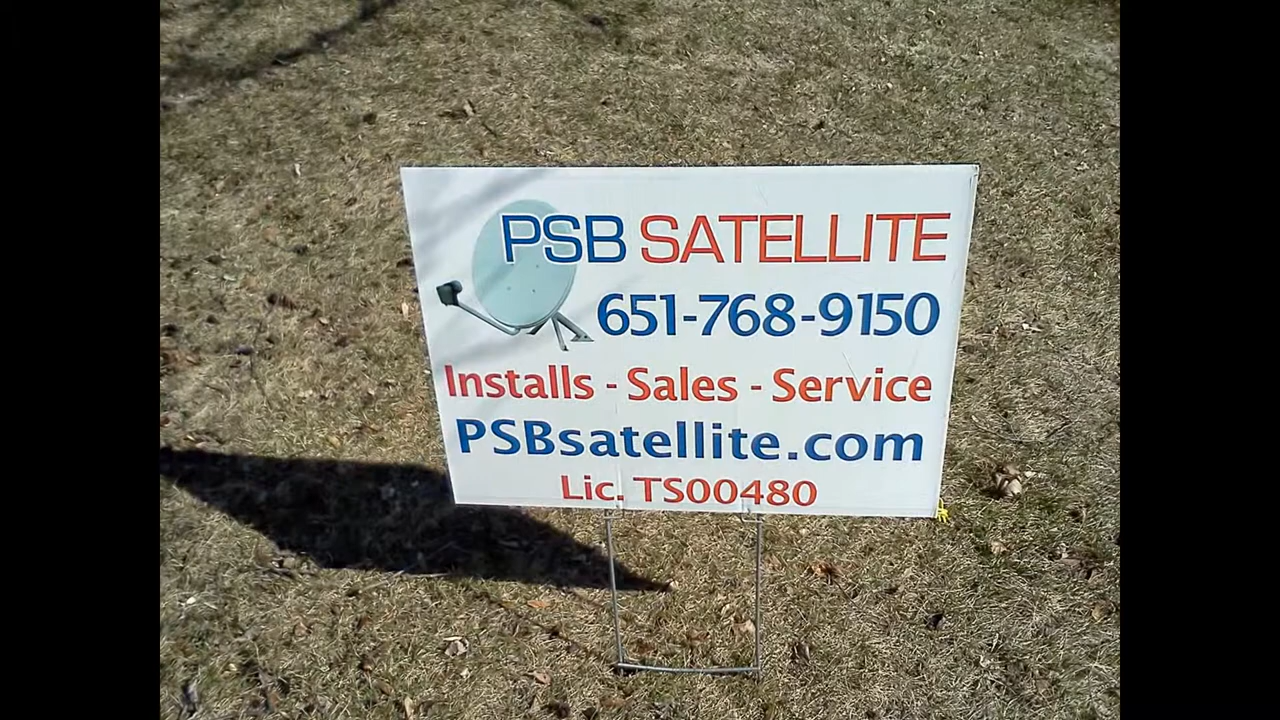 PSB SATELLITE
651-768-9150
Installs - Sales - Service
PSBsatellite.com
Lic. TS00480